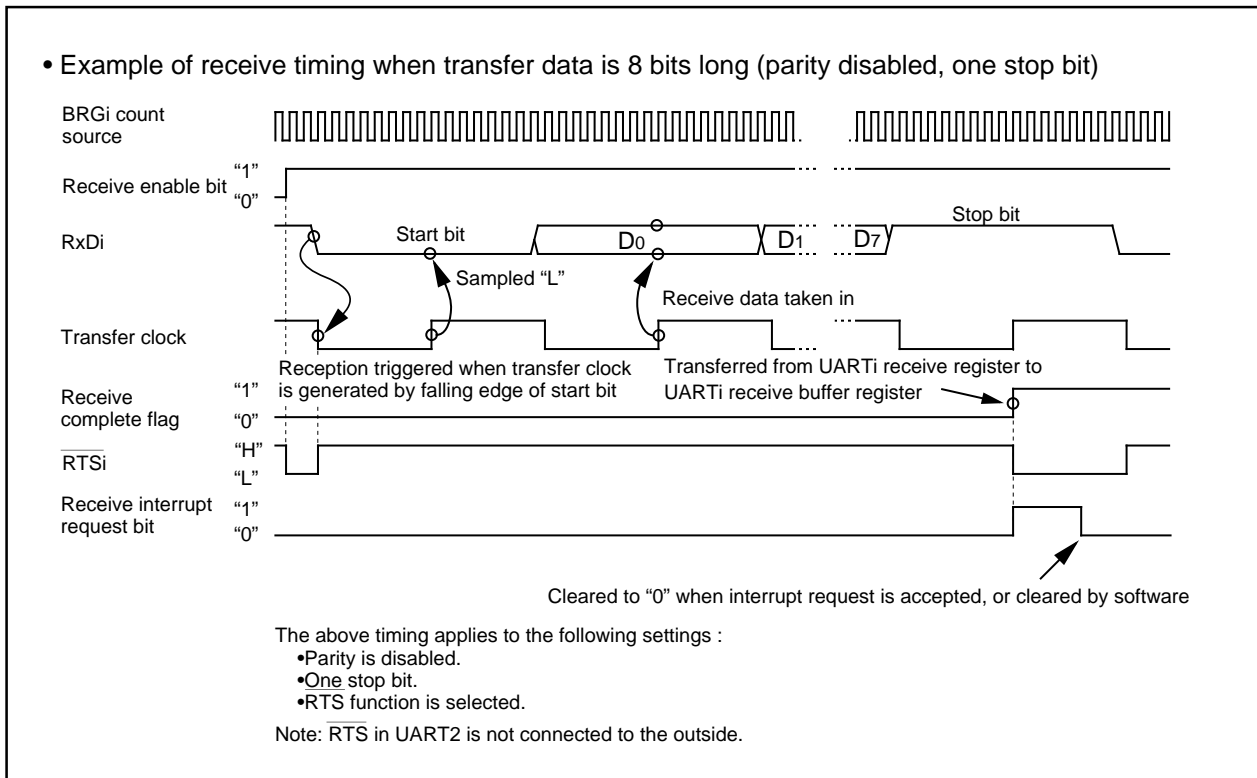 • Example of receive timing when transfer data is 8 bits long (parity disabled, one stop bit)
BRGi count
source
Receive enable bit
“1”
“0”
RxDi
Start bit
D0
D1
D7
Stop bit
Sampled “L”
Receive data taken in
Transfer clock
Reception triggered when transfer clock
is generated by falling edge of start bit
Transferred from UARTi receive register to
UARTi receive buffer register
Receive
complete flag
“1”
“0”
RTSi
“H”
“L”
Receive interrupt
request bit
“1”
“0”
Cleared to “0” when interrupt request is accepted, or cleared by software
The above timing applies to the following settings :
•Parity is disabled.
•One stop bit.
•RTS function is selected.
Note: RTS in UART2 is not connected to the outside.